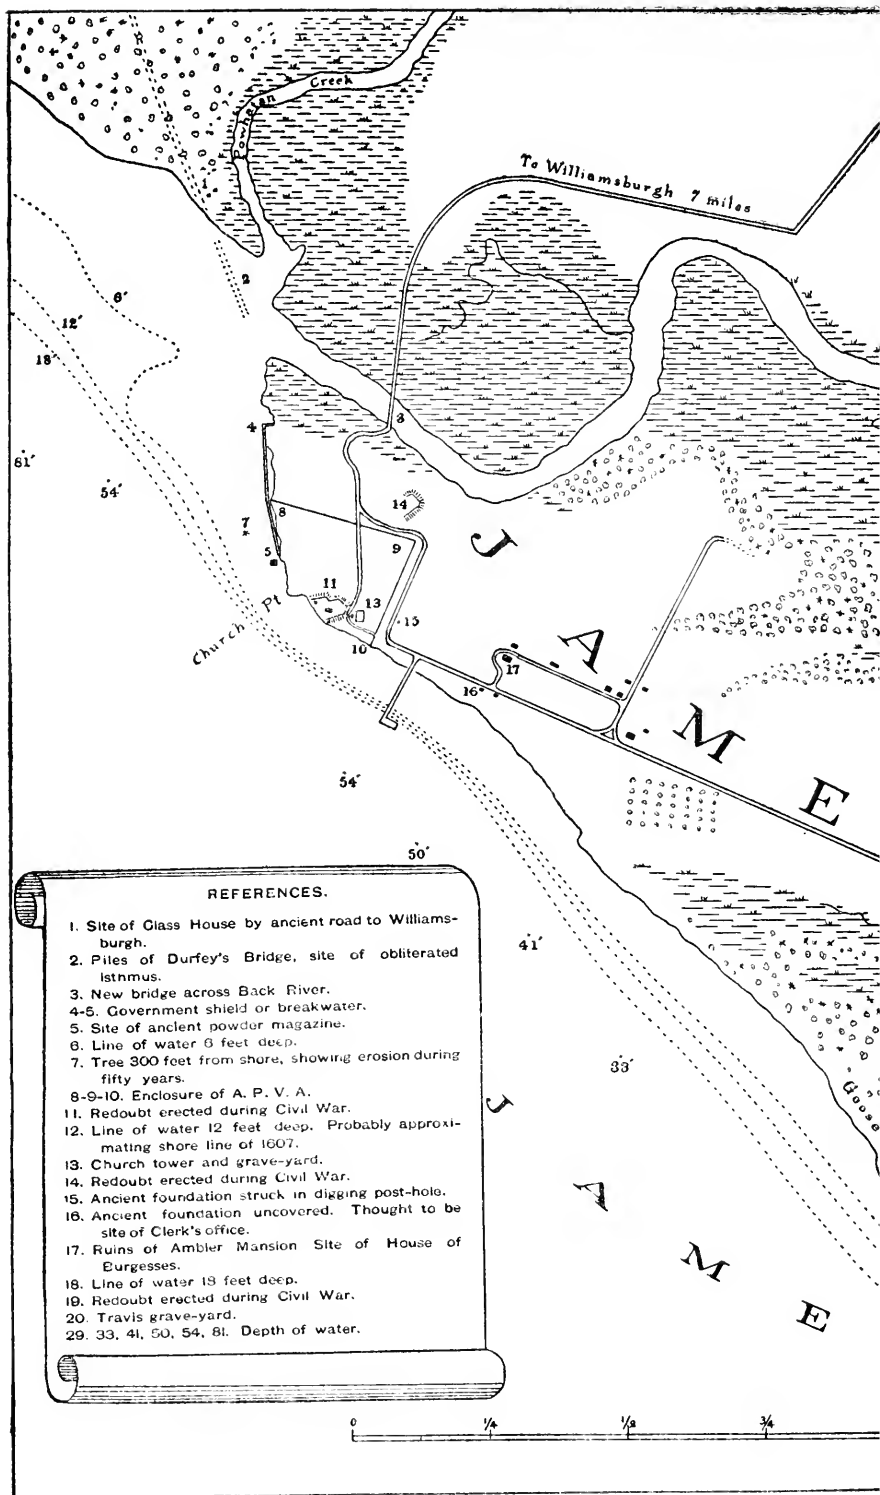 Powhatan Creek
To Williamsburgh 7 miles
1
2
6'
12'
18'
3
4
81'
54'
14
8
7
9
5
J
11
13
Church Pt
15
10
A
17
16
M
54'
E
50'
41'
33'
Goose
J
A
M
E
REFERENCES.
1. Site of Glass House by ancient road to Williams-
burgh.
2. Piles of Durfey's Bridge, site of obliterated
Isthmus.
3. New bridge across Back River.
4-5. Government shield or breakwater.
5. Site of ancient powder magazine.
6. Line of water 6 feet deep.
7. Tree 300 feet from shore, showing erosion during
fifty years.
8-9-10. Enclosure of A. P. V. A.
11. Redoubt erected during Civil War.
12. Line of water 12 feet deep. Probably approxi-
mating shore line of 1607.
13. Church tower and grave-yard.
14. Redoubt erected during Civil War.
15. Ancient foundation struck in digging post-hole.
16. Ancient foundation uncovered. Thought to be
site of Clerk's office.
17. Ruins of Ambler Mansion Site of House of
Burgesses.
18. Line of water 18 feet deep.
19. Redoubt erected during Civil War.
20. Travis grave-yard.
29. 33, 41, 50, 54, 81. Depth of water.
0 1/4 1/2 3/4